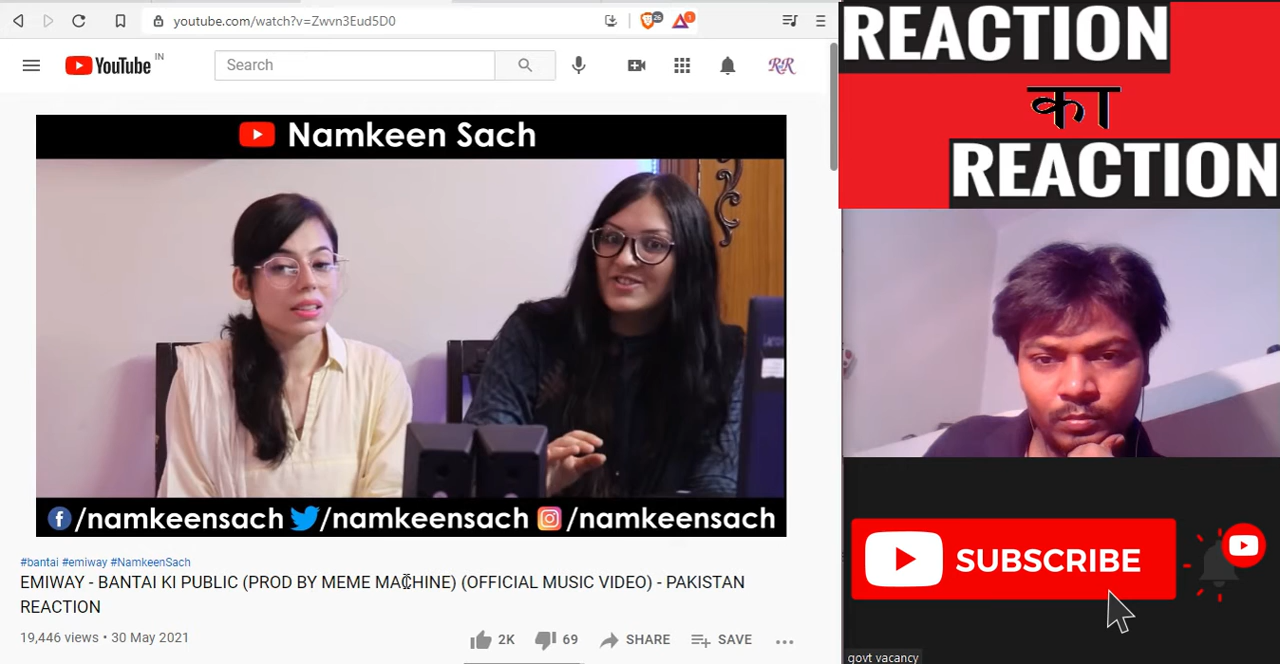 youtube.com/watch?v=Zwvn3Eud5D0
26
1
YouTube IN
Search
RR
Namkeen Sach
/namkeensach /namkeensach /namkeensach
#bantai #emiway #NamkeenSach
EMIWAY - BANTAI KI PUBLIC (PROD BY MEME MACHINE) (OFFICIAL MUSIC VIDEO) - PAKISTAN
REACTION
19,446 views • 30 May 2021
2K
69
SHARE
SAVE
REACTION
का
REACTION
SUBSCRIBE
govt vacancy